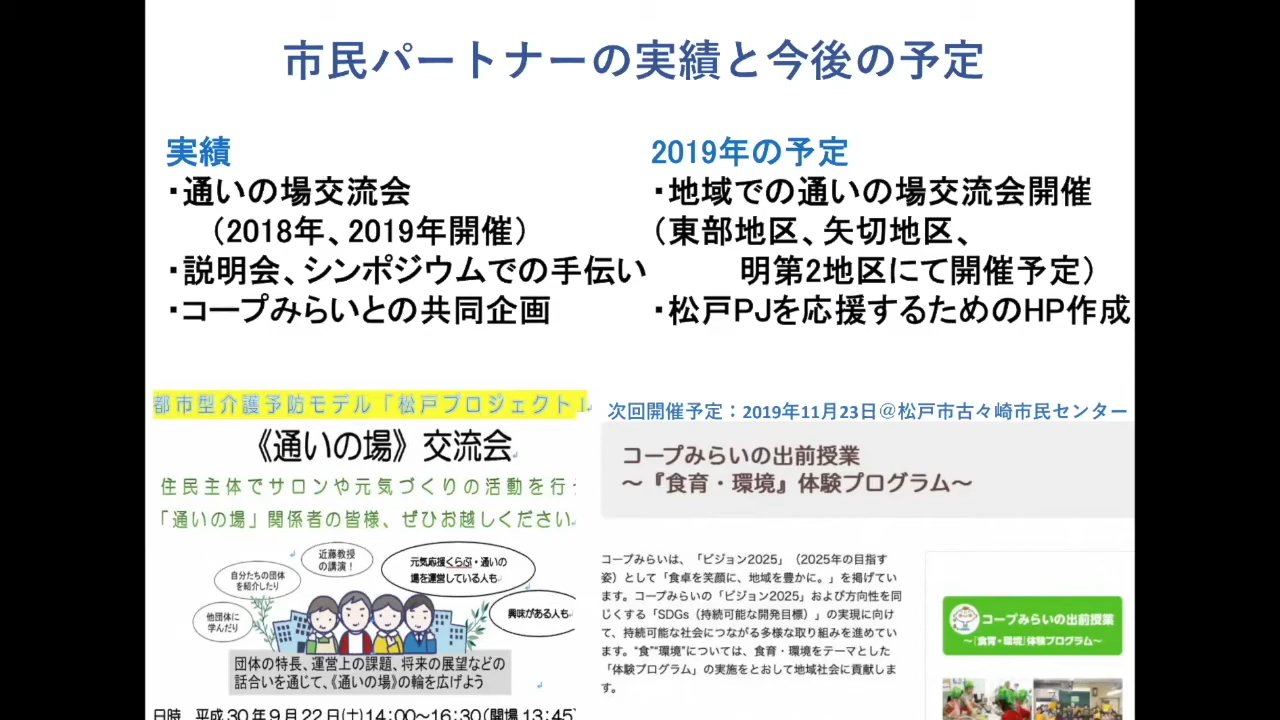 市民パートナーの実績と今後の予定
実績
・通いの場交流会
（2018年、2019年開催）
・説明会、シンポジウムでの手伝い
・コープみらいとの共同企画
2019年の予定
・地域での通いの場交流会開催
（東部地区、矢切地区、
明第2地区にて開催予定）
・松戸PJを応援するためのHP作成
都市型介護予防モデル「松戸プロジェクト」
《通いの場》交流会
住民主体でサロンや元気づくりの活動を行
「通いの場」関係者の皆様、ぜひお越しください
近藤教授
の講演！
自分たちの団体
を紹介したり
他団体に
学んだり
元気応援くらぶ・通いの
場を運営している人も
興味がある人も
団体の特長、運営上の課題、将来の展望などの
話合いを通じて、《通いの場》の輪を広げよう
日時 平成30年9月22日(土)14:00～16:30(開場13:45)
次回開催予定：2019年11月23日＠松戸市古々崎市民センター
コープみらいの出前授業
～『食育・環境』体験プログラム～
コープみらいは、「ビジョン2025」（2025年の目指す
姿）として「食卓を笑顔に、地域を豊かに。」を掲げてい
ます。コープみらいの「ビジョン2025」および方向性を同
じくする「SDGs（持続可能な開発目標）」の実現に向け
て、持続可能な社会につながる多様な取り組みを進めてい
ます。“食”“環境”については、食育・環境をテーマとした
「体験プログラム」の実施をとおして地域社会に貢献しま
す。
コープみらいの出前授業
～「食育・環境」体験プログラム～